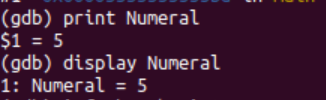 (gdb) print Numeral
$1 = 5
(gdb) display Numeral
1: Numeral = 5